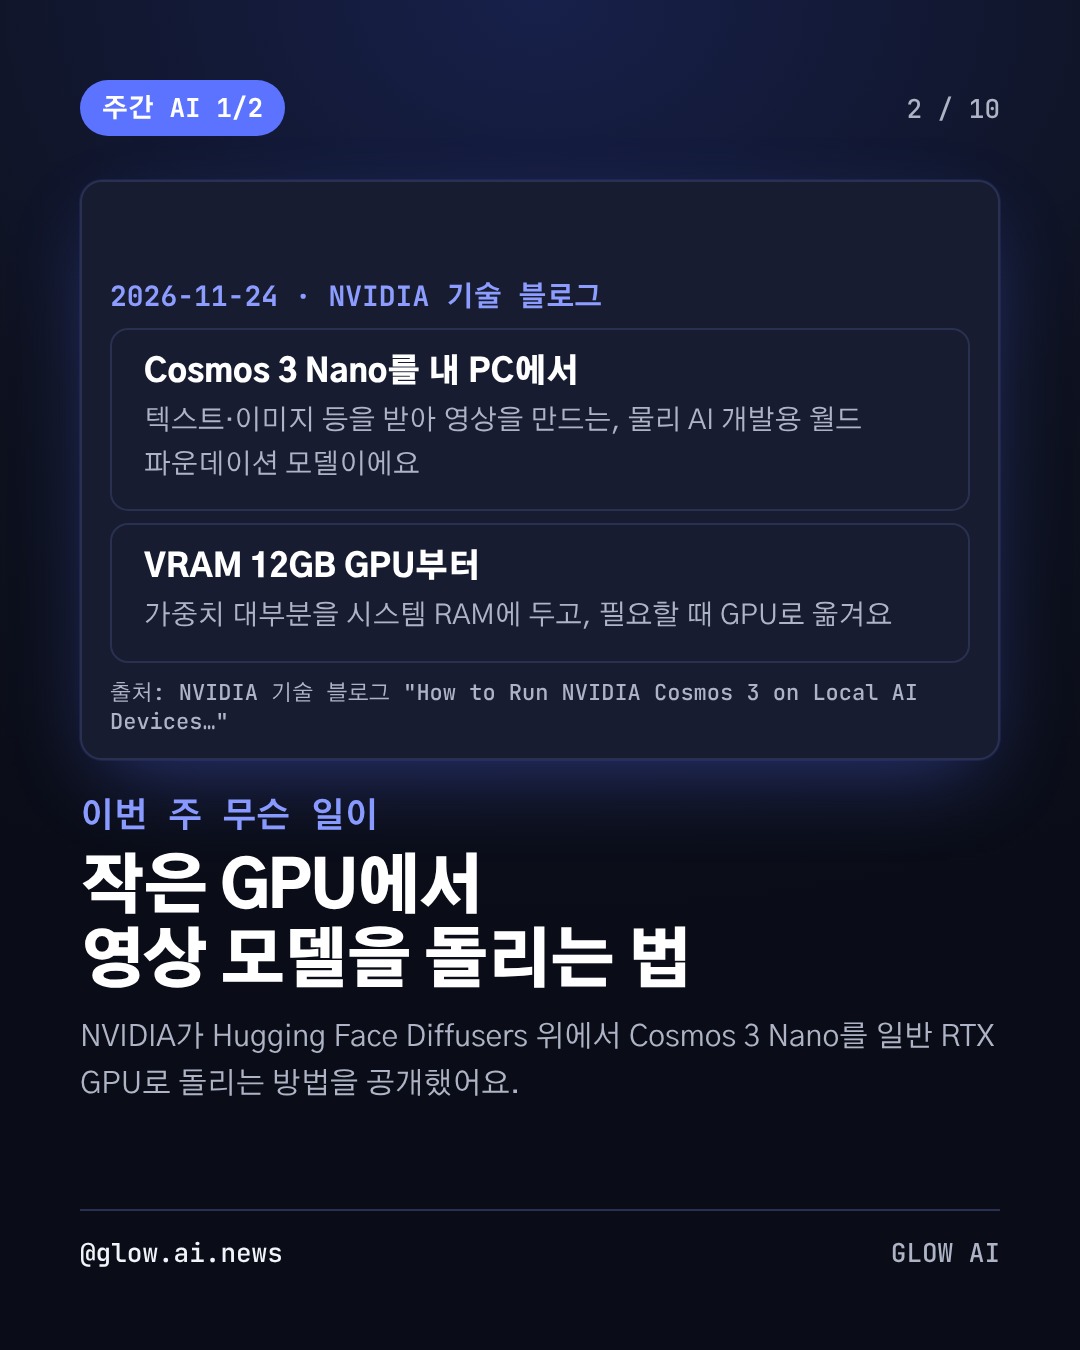 주간 AI 1/2
2 / 10
2026-11-24 · NVIDIA 기술 블로그
Cosmos 3 Nano를 내 PC에서
텍스트·이미지 등을 받아 영상을 만드는, 물리 AI 개발용 월드
파운데이션 모델이에요
VRAM 12GB GPU부터
가중치 대부분을 시스템 RAM에 두고, 필요할 때 GPU로 옮겨요
출처: NVIDIA 기술 블로그 "How to Run NVIDIA Cosmos 3 on Local AI
Devices…"
이번 주 무슨 일이
작은 GPU에서
영상 모델을 돌리는 법
NVIDIA가 Hugging Face Diffusers 위에서 Cosmos 3 Nano를 일반 RTX
GPU로 돌리는 방법을 공개했어요.
@glow.ai.news
GLOW AI